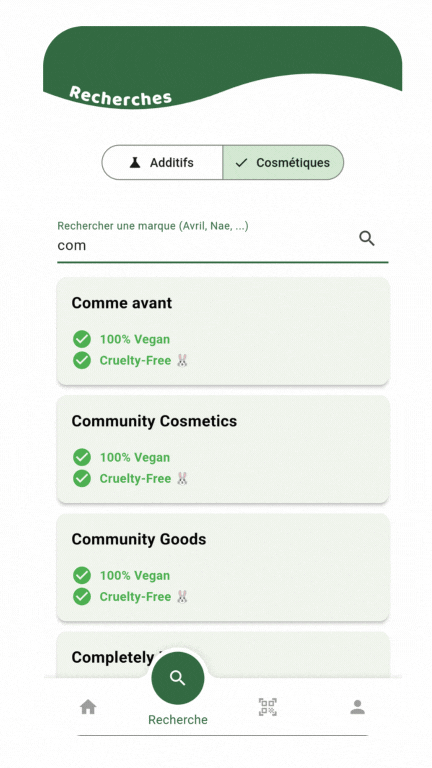 Recherches
Additifs
Cosmétiques
Rechercher une marque (Avril, Nae, ...)
com
Comme avant
100% Vegan
Cruelty-Free 🐰
Community Cosmetics
100% Vegan
Cruelty-Free 🐰
Community Goods
100% Vegan
Cruelty-Free 🐰
Completely
Recherche